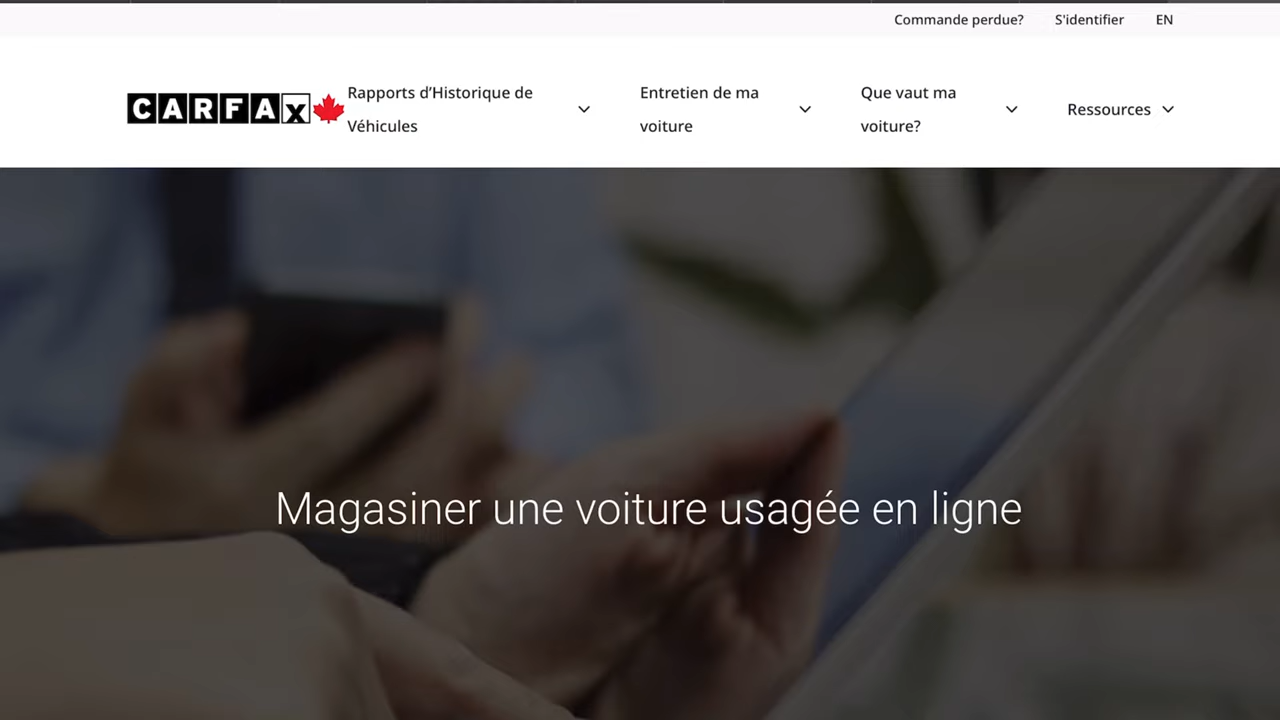 Commande perdue? S'identifier EN
CARFAX
Rapports d’Historique de
Véhicules
Entretien de ma
voiture
Que vaut ma
voiture?
Ressources
Magasiner une voiture usagée en ligne